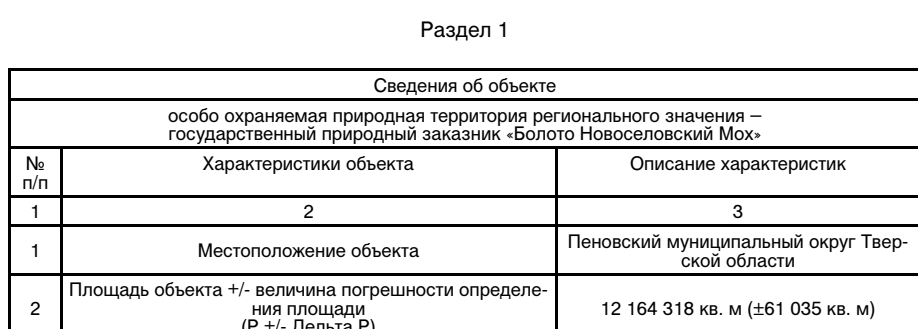 Раздел 1
Сведения об объекте
особо охраняемая природная территория регионального значения –
государственный природный заказник «Болото Новоселовский Мох»
№ Характеристики объекта Описание характеристик
п/п
1 2 3
1 Местоположение объекта Пеновский муниципальный округ Твер-
ской области
2 Площадь объекта +/- величина погрешности определе-
ния площади 12 164 318 кв. м (±61 035 кв. м)
(Р +/- Дельта Р)